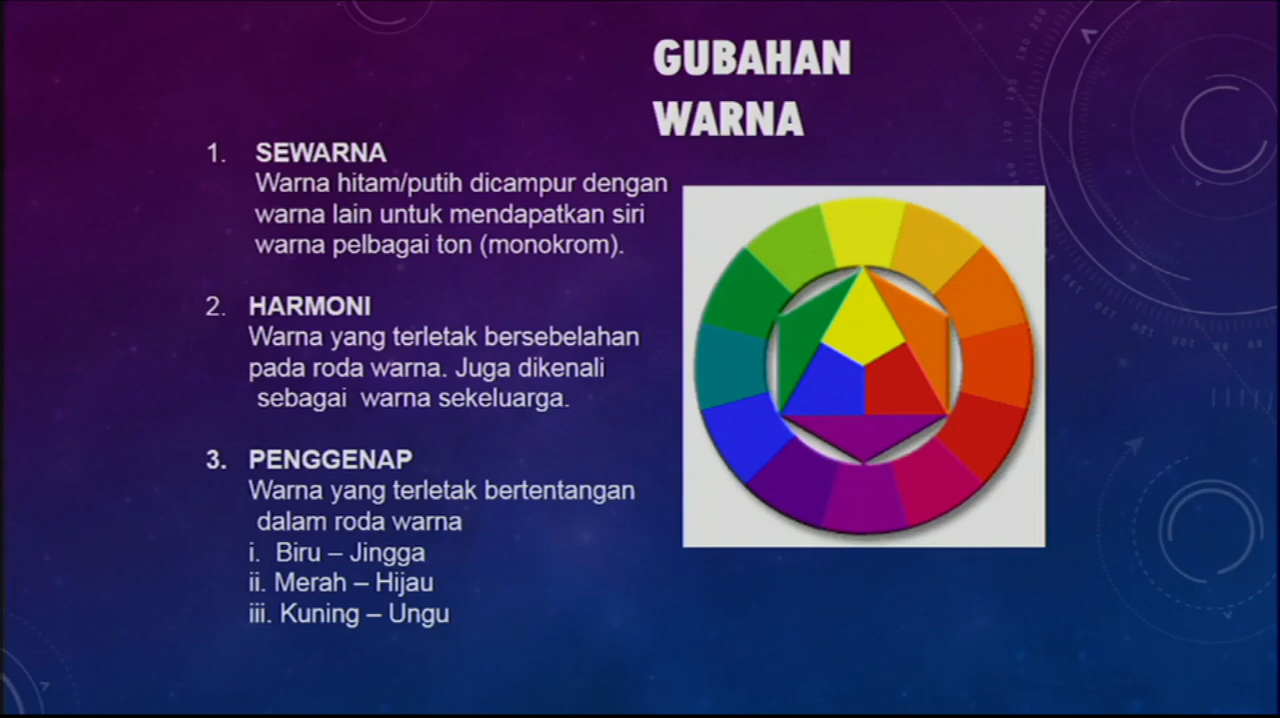 GUBAHAN
WARNA
1. SEWARNA
Warna hitam/putih dicampur dengan
warna lain untuk mendapatkan siri
warna pelbagai ton (monokrom).
2. HARMONI
Warna yang terletak bersebelahan
pada roda warna. Juga dikenali
sebagai warna sekeluarga.
3. PENGGENAP
Warna yang terletak bertentangan
dalam roda warna
i. Biru – Jingga
ii. Merah – Hijau
iii. Kuning – Ungu